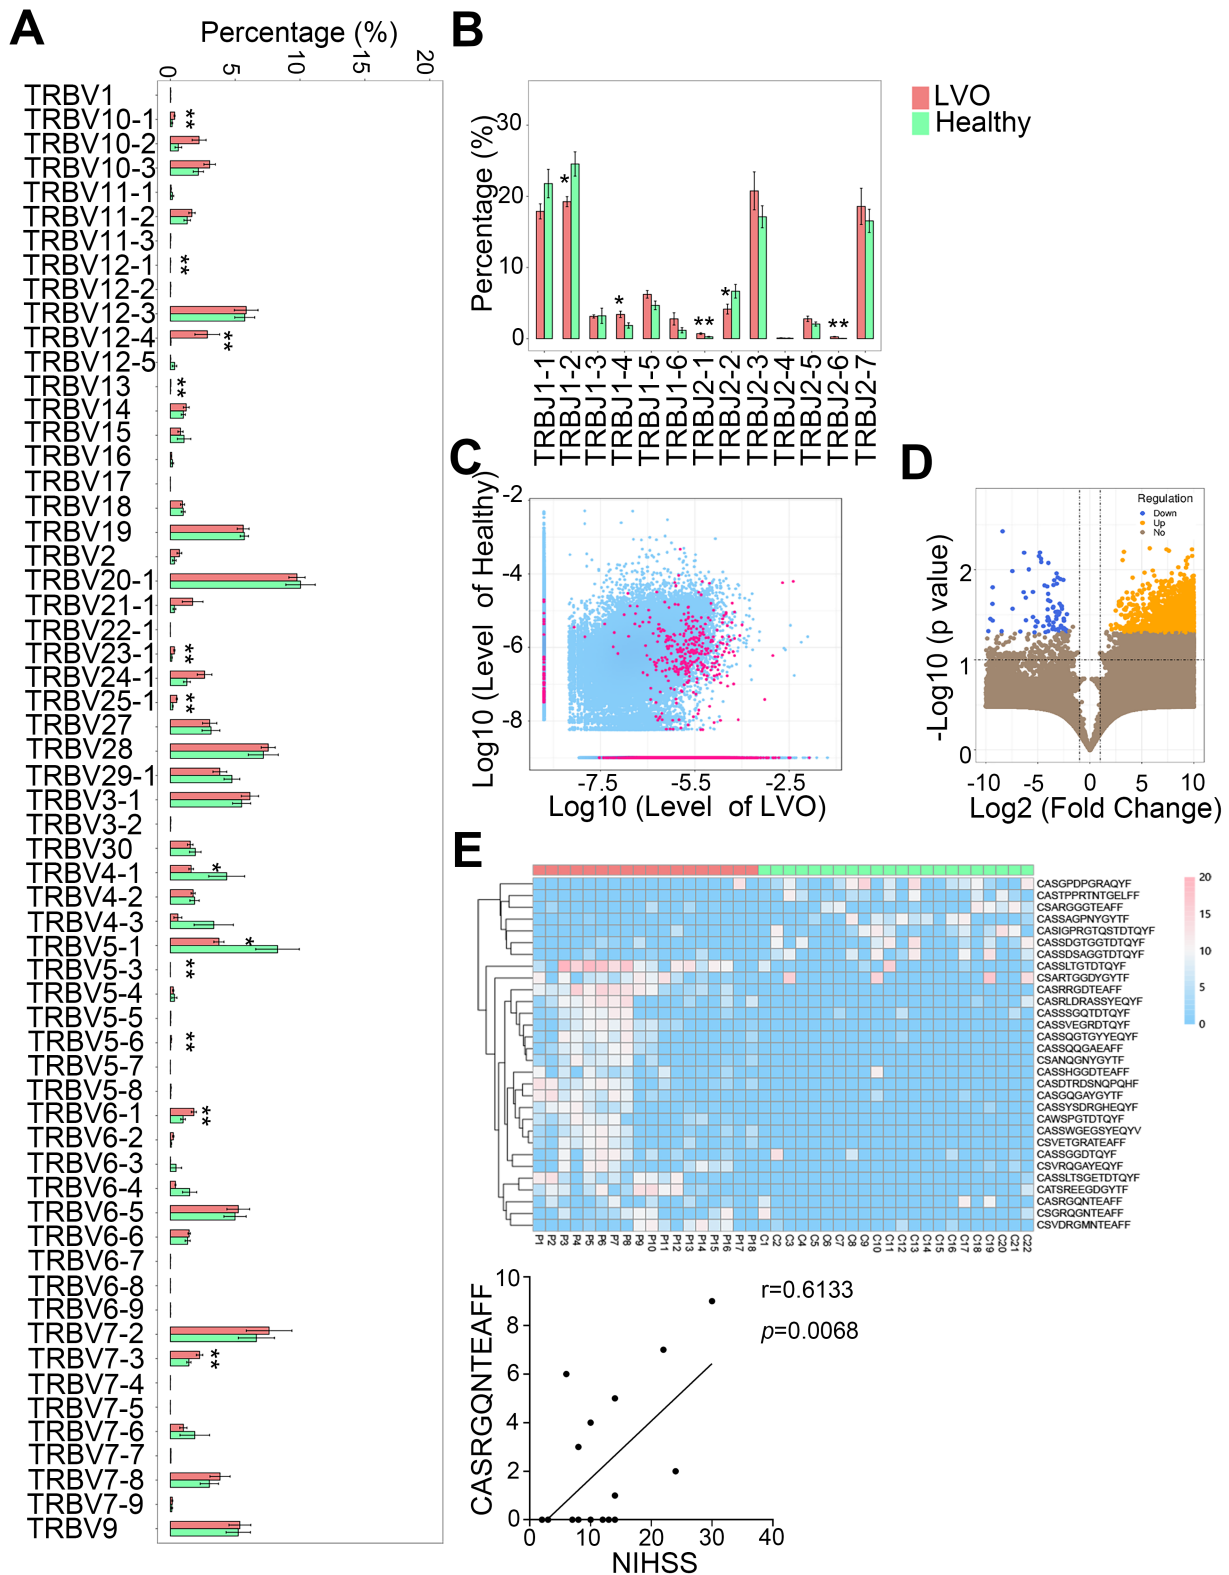 A
Percentage (%)
0 5 10 15 20
TRBV1
TRBV10-1 **
TRBV10-2
TRBV10-3
TRBV11-1
TRBV11-2
TRBV11-3
TRBV12-1 **
TRBV12-2
TRBV12-3
TRBV12-4 **
TRBV12-5
TRBV13 **
TRBV14
TRBV15
TRBV16
TRBV17
TRBV18
TRBV19
TRBV2
TRBV20-1
TRBV21-1
TRBV22-1
TRBV23-1 **
TRBV24-1
TRBV25-1 **
TRBV27
TRBV28
TRBV29-1
TRBV3-1
TRBV3-2
TRBV30
TRBV4-1 *
TRBV4-2
TRBV4-3
TRBV5-1 *
TRBV5-3 **
TRBV5-4
TRBV5-5
TRBV5-6 **
TRBV5-7
TRBV5-8
TRBV6-1 **
TRBV6-2
TRBV6-3
TRBV6-4
TRBV6-5
TRBV6-6
TRBV6-7
TRBV6-8
TRBV6-9
TRBV7-2
TRBV7-3 **
TRBV7-4
TRBV7-5
TRBV7-6
TRBV7-7
TRBV7-8
TRBV7-9
TRBV9
B
Percentage (%)
30
20
10
0
* * ** * **
TRBJ1-1
TRBJ1-2
TRBJ1-3
TRBJ1-4
TRBJ1-5
TRBJ1-6
TRBJ2-1
TRBJ2-2
TRBJ2-3
TRBJ2-4
TRBJ2-5
TRBJ2-6
TRBJ2-7
LVO
Healthy
C
Log10 (Level of Healthy)
-2
-4
-6
-8
-7.5 -5.5 -2.5
Log10 (Level of LVO)
D
-Log10 (p value)
2
1
0
Regulation
Down
Up
No
-10 -5 0 5 10
Log2 (Fold Change)
E
CASGPDPGRAQYF
CASTPPRTNTGELFF
CSARGGGTEAFF
CASSAGPNYGYTF
CASIGPRGTQSTDTQYF
CASSDGTGGTDTQYF
CASSDSAGGTDTQYF
CASSLTGTDTQYF
CSARTGGDYGYTF
CASRRGDTEAFF
CASRLDRASSYEQYF
CASSSGQTDTQYF
CASSVEGRDTQYF
CASSQGTGYYEQYF
CASSQQGAEAFF
CSANQGNYGYTF
CASSHGGDTEAFF
CASDTRDSNQPQHF
CASGQGAYGYTF
CASSYSDRGHEQYF
CAWSPGTDTQYF
CASSWGEGSYEQYV
CSVETGRATEAFF
CASSGGDTQYF
CSVRQGAYEQYF
CASSLTSGETDTQYF
CATSREEGDGYTF
CASRGQNTEAFF
CSGRQGNTEAFF
CSVDRGMNTEAFF
20
15
10
5
0
P1 P2 P3 P4 P5 P6 P7 P8 P9 P10 P11 P12 P13 P14 P15 P16 P17 P18 C1 C2 C3 C4 C5 C6 C7 C8 C9 C10 C11 C12 C13 C14 C15 C16 C17 C18 C19 C20 C21 C22
CASRGQNTEAFF
10
8
6
4
2
0
r=0.6133
p=0.0068
0 10 20 30 40
NIHSS